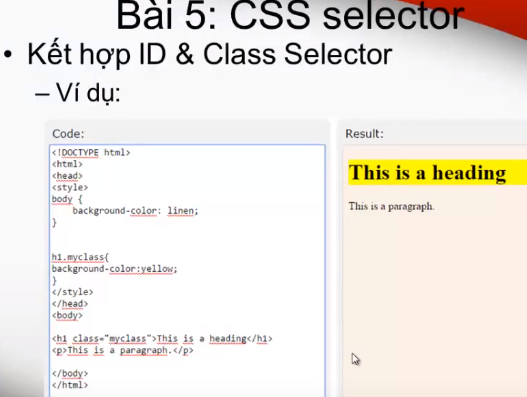 Bài 5: CSS selector
• Kết hợp ID & Class Selector
– Ví dụ:
Code:
<!DOCTYPE html>
<html>
<head>
<style>
body {
    background-color: linen;
}
h1.myclass{
background-color:yellow;
}
</style>
</head>
<body>
<h1 class="myclass">This is a heading</h1>
<p>This is a paragraph.</p>
</body>
</html>
Result:
This is a heading
This is a paragraph.